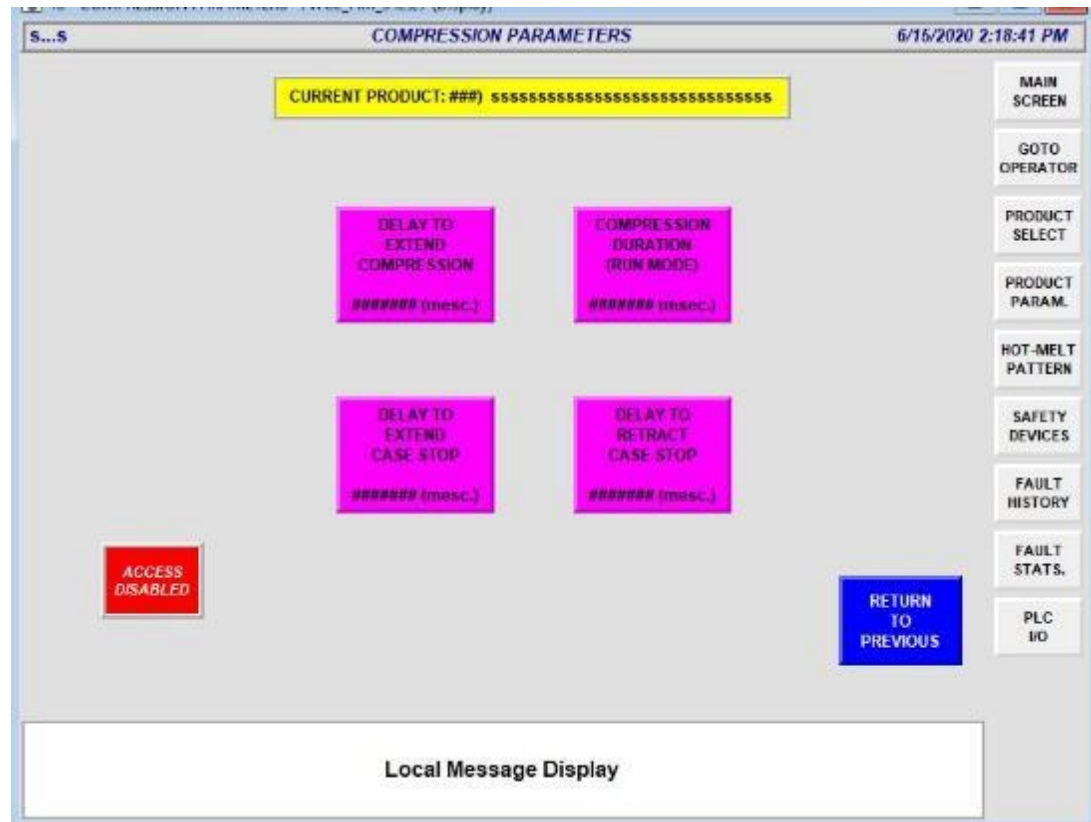 COMPRESSION PARAMETERS
(Display)
s...s
COMPRESSION PARAMETERS
6/15/2020 2:18:41 PM
CURRENT PRODUCT: ###) ssssssssssssssssssssssssssssss
MAIN
SCREEN
GOTO
OPERATOR
PRODUCT
SELECT
PRODUCT
PARAM.
HOT-MELT
PATTERN
SAFETY
DEVICES
FAULT
HISTORY
FAULT
STATS.
PLC
I/O
DELAY TO
EXTEND
COMPRESSION
####### (mesc.)
COMPRESSION
DURATION
(RUN MODE)
####### (msec.)
DELAY TO
EXTEND
CASE STOP
####### (mesc.)
DELAY TO
RETRACT
CASE STOP
####### (mesc.)
ACCESS
DISABLED
RETURN
TO
PREVIOUS
Local Message Display